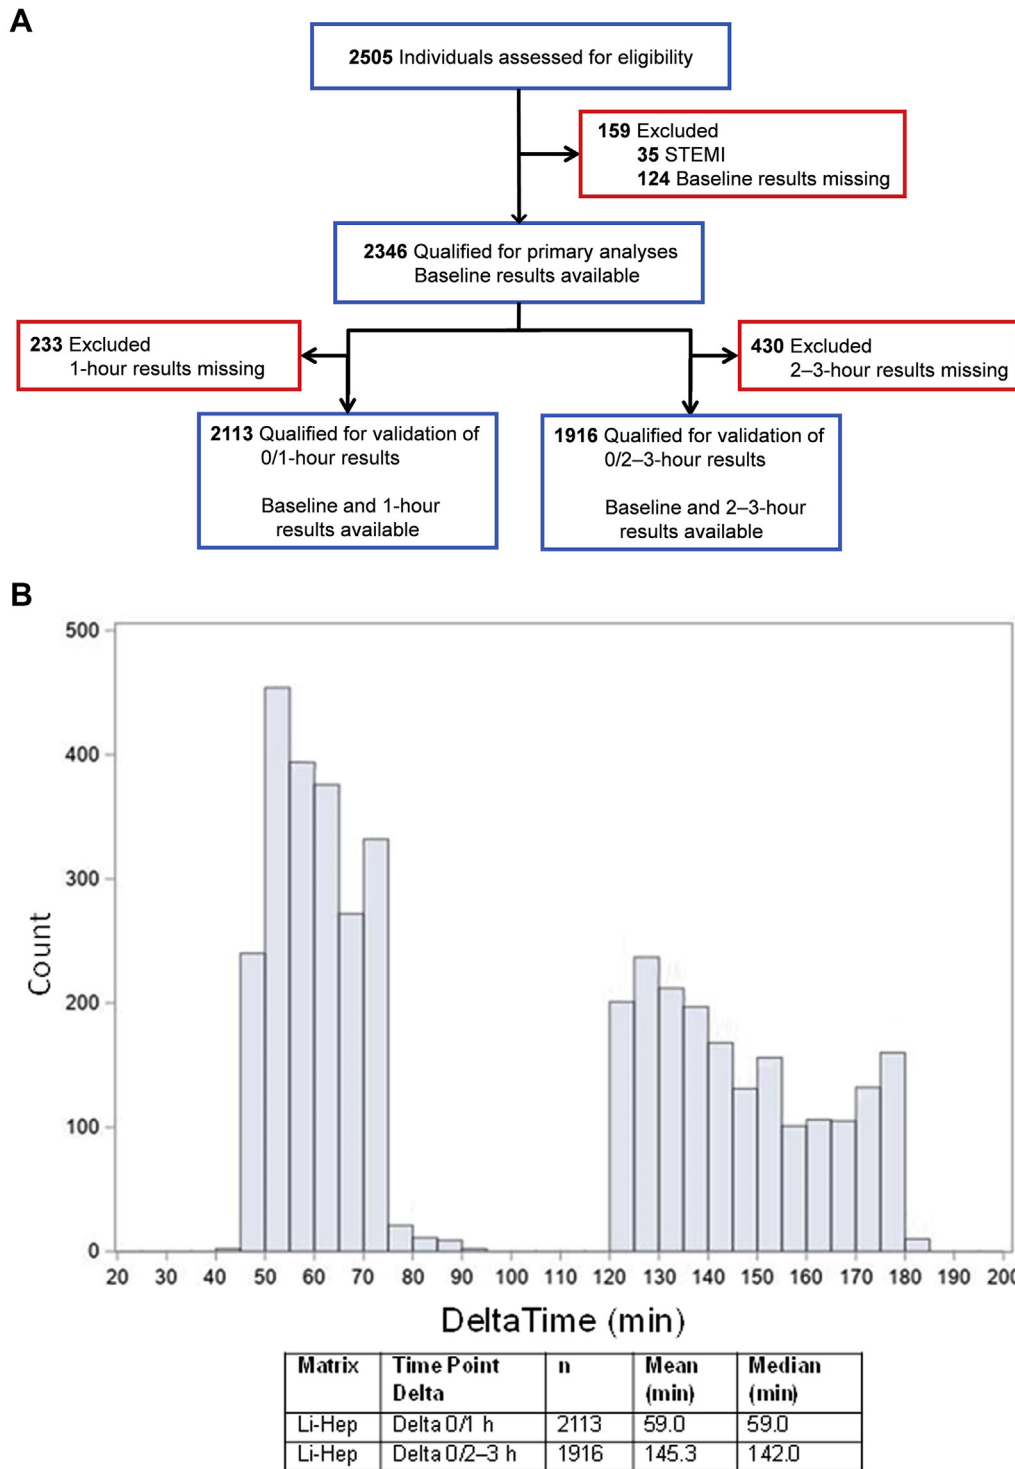 A
2505 Individuals assessed for eligibility
159 Excluded
35 STEMI
124 Baseline results missing
2346 Qualified for primary analyses
Baseline results available
233 Excluded
1-hour results missing
430 Excluded
2–3-hour results missing
2113 Qualified for validation of
0/1-hour results
Baseline and 1-hour
results available
1916 Qualified for validation of
0/2–3-hour results
Baseline and 2–3-hour
results available
B
500
400
300
200
100
0
Count
20 30 40 50 60 70 80 90 100 110 120 130 140 150 160 170 180 190 200
DeltaTime (min)
Matrix Time Point Delta n Mean (min) Median (min)
Li-Hep Delta 0/1 h 2113 59.0 59.0
Li-Hep Delta 0/2–3 h 1916 145.3 142.0